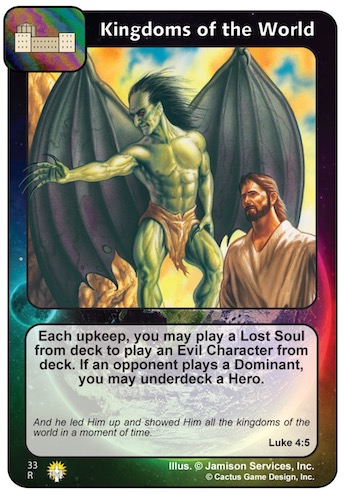 Kingdoms of the World
Each upkeep, you may play a Lost Soul
from deck to play an Evil Character from
deck. If an opponent plays a Dominant,
you may underdeck a Hero.
And he led Him up and showed Him all the kingdoms of the
world in a moment of time.
Luke 4:5
33
R
Illus. © Jamison Services, Inc.
© Cactus Game Design, Inc.